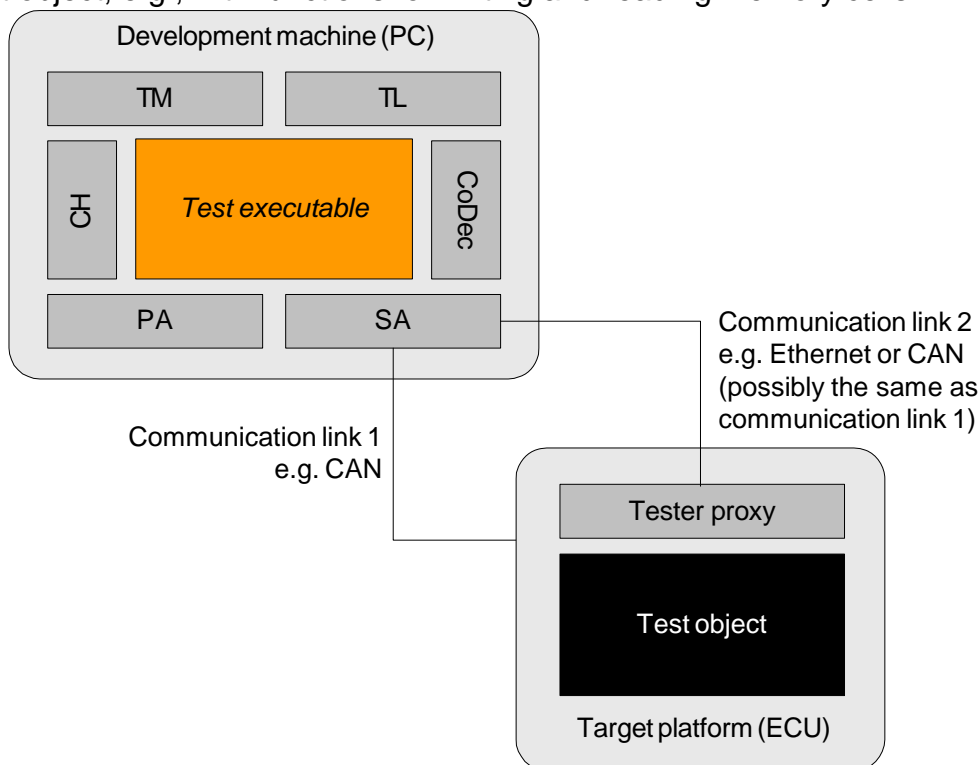 Development machine (PC)
TM
TL
CH
Test executable
CoDec
PA
SA
Communication link 2
e.g. Ethernet or CAN
(possibly the same as
communication link 1)
Communication link 1
e.g. CAN
Tester proxy
Test object
Target platform (ECU)